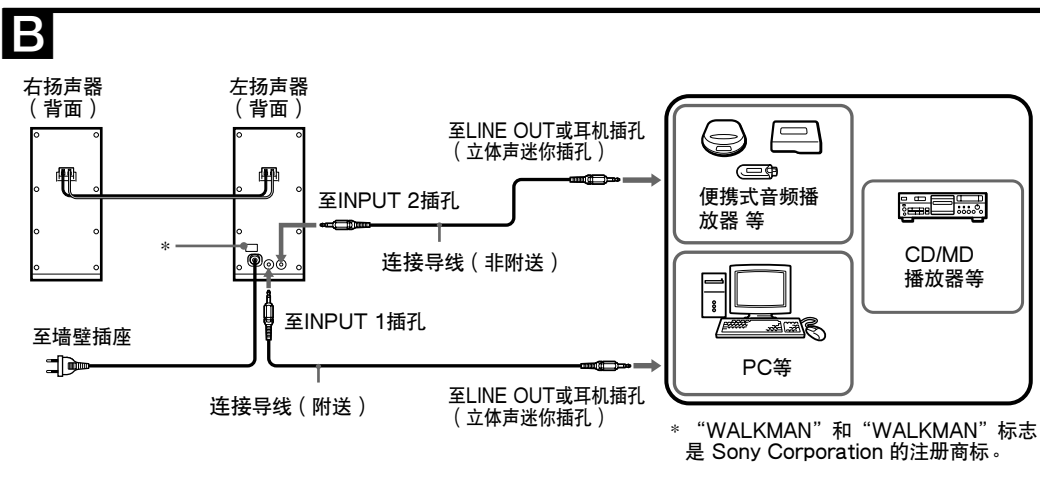 B
右扬声器
（背面）
左扬声器
（背面）
至LINE OUT或耳机插孔
（立体声迷你插孔）
至INPUT 2插孔
连接导线（非附送）
便携式音频播
放器 等
CD/MD
播放器等
*
至墙壁插座
至INPUT 1插孔
连接导线（附送）
至LINE OUT或耳机插孔
（立体声迷你插孔）
PC等
* “WALKMAN”和“WALKMAN”标志
是 Sony Corporation 的注册商标。